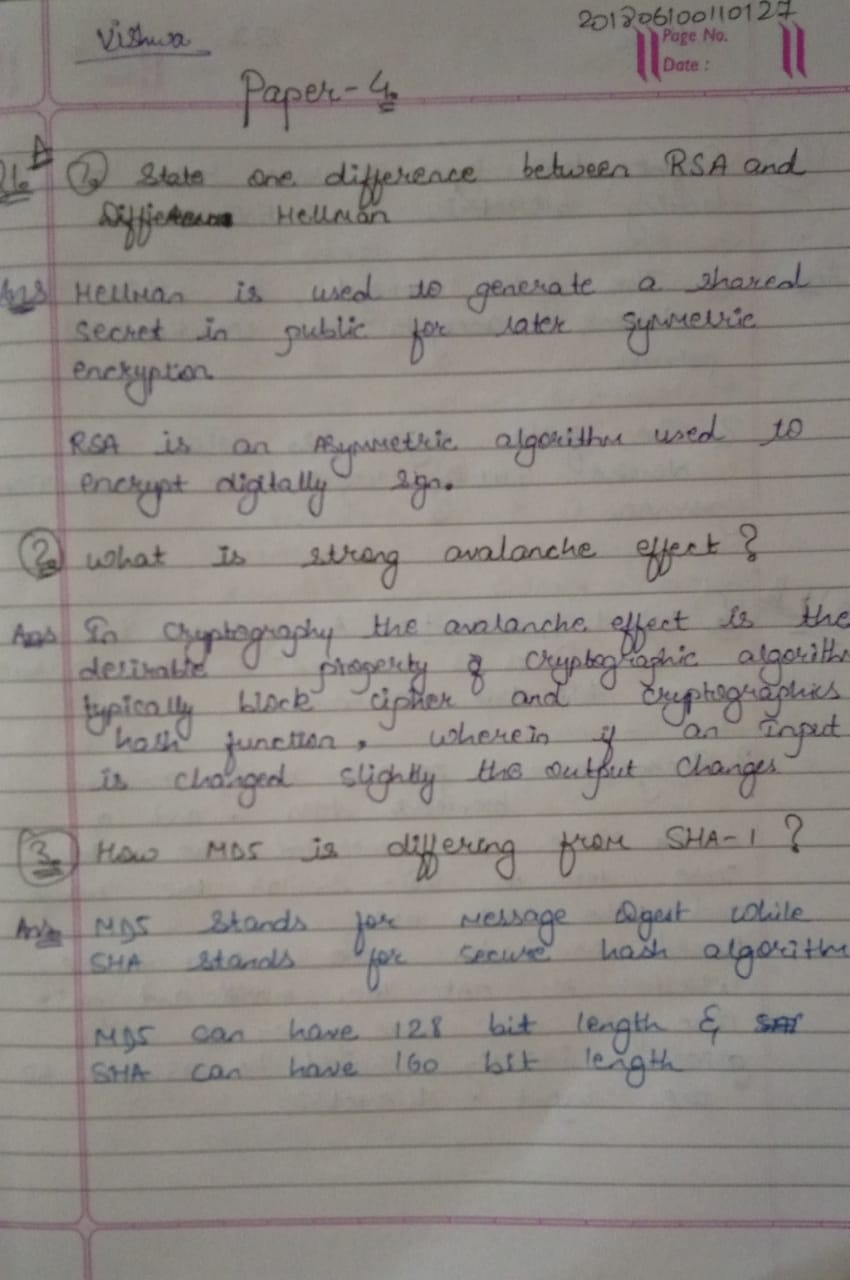 Vishwa
201306100110127
Page No.
Date :
Paper-4
A
① State one difference between RSA and
Hellman
Ans Hellman is used to generate a shared
secret in public for later symmetric
encryption
RSA is an Asymmetric algorithm used to
encrypt digitally sgn.
② What is strong avalanche effect ?
Ans In cryptography the avalanche effect is the
desirable property of cryptographic algorith
typically block cipher and cryptographics
hash function, wherein if an input
is changed slightly the output changes
③ How MD5 is differing from SHA-1 ?
Ans MD5 stands for Message Digest while
SHA stands for secure hash algorithm
MD5 can have 128 bit length &
SHA can have 160 bit length